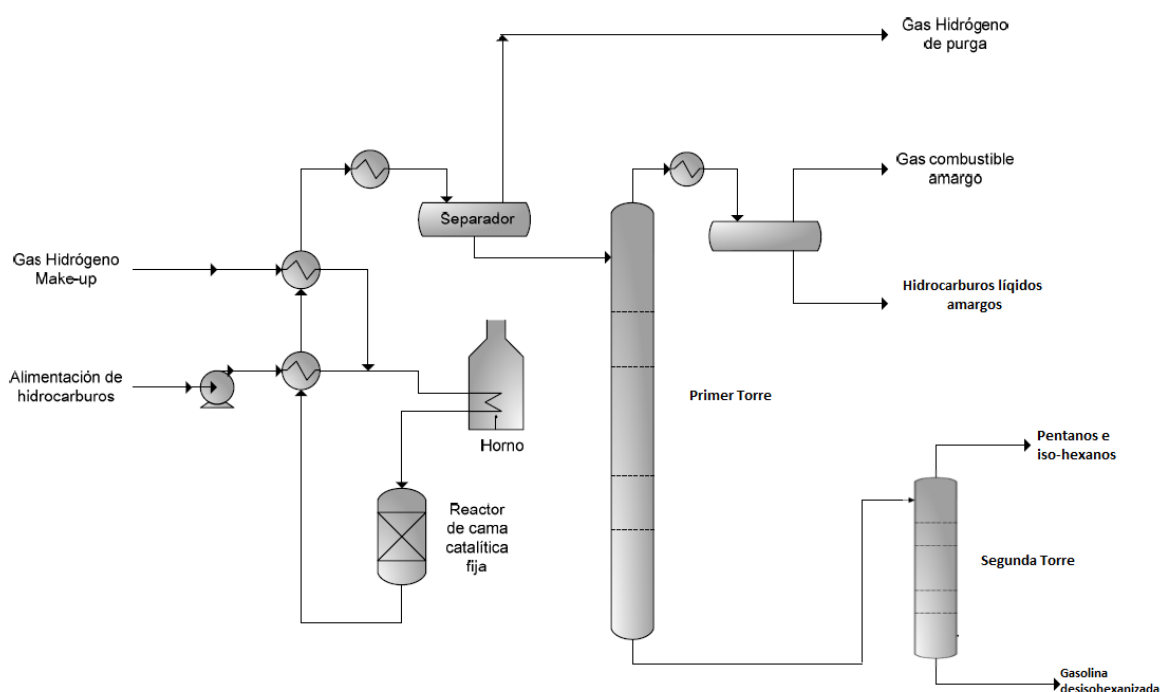 Gas Hidrógeno
de purga
Gas combustible
amargo
Separador
Gas Hidrógeno
Make-up
Hidrocarburos líqidos
amargos
Alimentación de
hidrocarburos
Horno
Primer Torre
Pentanos e
iso-hexanos
Reactor
de cama
catalítica
fija
Segunda Torre
Gasolina
desisohexanizada